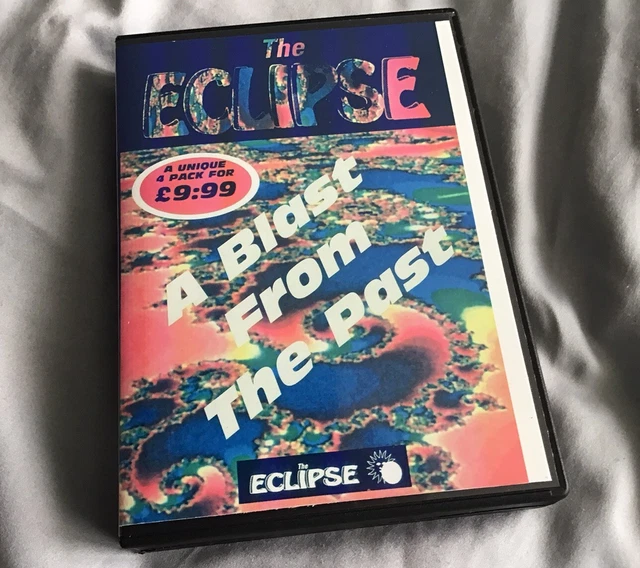 The
ECLIPSE
A UNIQUE
4 PACK FOR
£9:99
A Blast
From
The Past
The
ECLIPSE